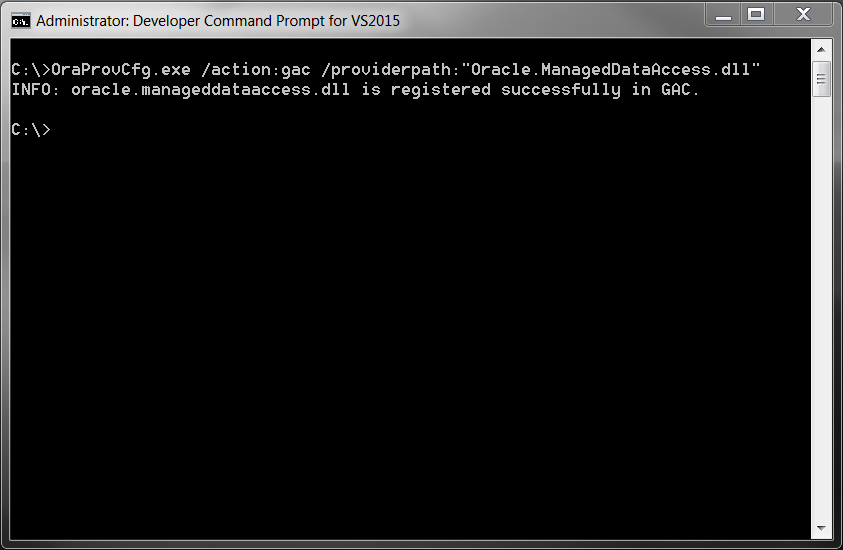 Administrator: Developer Command Prompt for VS2015
C:\>OraProvCfg.exe /action:gac /providerpath:"Oracle.ManagedDataAccess.dll"
INFO: oracle.manageddataaccess.dll is registered successfully in GAC.
C:\>